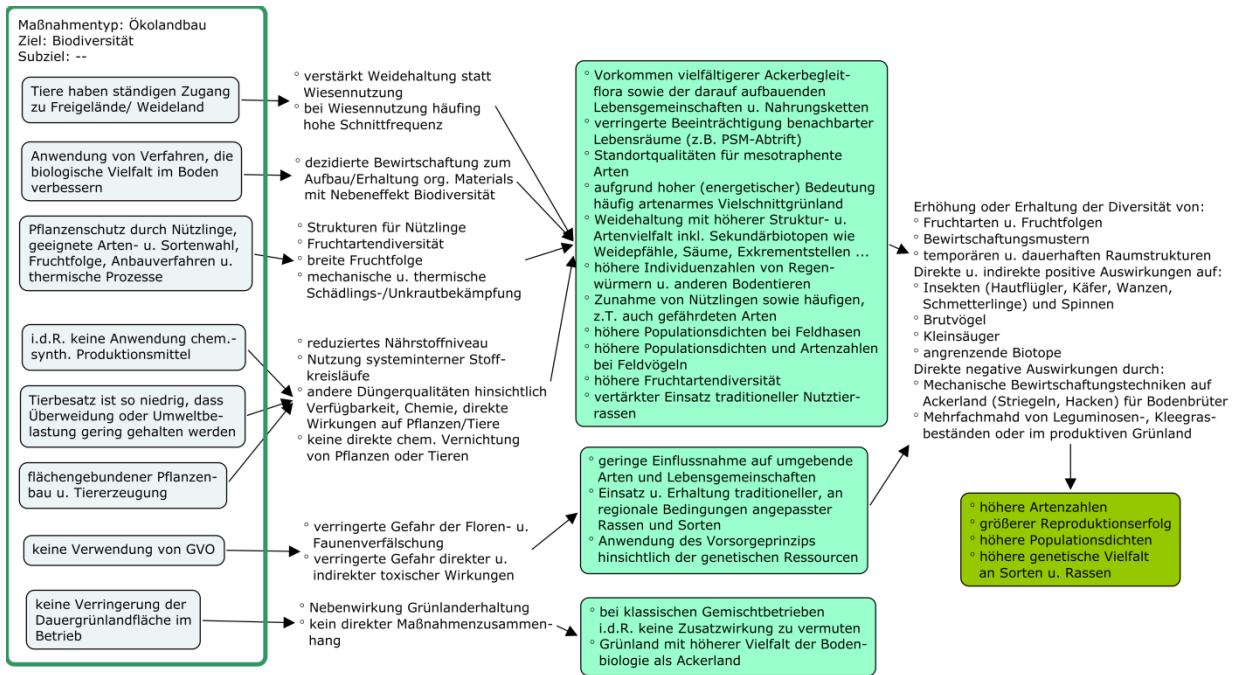 Maßnahmentyp: Ökolandbau
Ziel: Biodiversität
Subziel: --
Tiere haben ständigen Zugang
zu Freigelände/ Weideland
Anwendung von Verfahren, die
biologische Vielfalt im Boden
verbessern
Pflanzenschutz durch Nützlinge,
geeignete Arten- u. Sortenwahl,
Fruchtfolge, Anbauverfahren u.
thermische Prozesse
i.d.R. keine Anwendung chem.-
synth. Produktionsmittel
Tierbesatz ist so niedrig, dass
Überweidung oder Umweltbe-
lastung gering gehalten werden
flächengebundener Pflanzen-
bau u. Tiererzeugung
keine Verwendung von GVO
keine Verringerung der
Dauergrünlandfläche im
Betrieb
° verstärkt Weidehaltung statt
Wiesennutzung
° bei Wiesennutzung häufing
hohe Schnittfrequenz
° dezidierte Bewirtschaftung zum
Aufbau/Erhaltung org. Materials
mit Nebeneffekt Biodiversität
° Strukturen für Nützlinge
° Fruchtartendiversität
° breite Fruchtfolge
° mechanische u. thermische
Schädlings-/Unkrautbekämpfung
° reduziertes Nährstoffniveau
° Nutzung systeminterner Stoff-
kreisläufe
° andere Düngerqualitäten hinsichtlich
Verfügbarkeit, Chemie, direkte
Wirkungen auf Pflanzen/Tiere
° keine direkte chem. Vernichtung
von Pflanzen oder Tieren
° verringerte Gefahr der Floren- u.
Faunenverfälschung
° verringerte Gefahr direkter u.
indirekter toxischer Wirkungen
° Nebenwirkung Grünlanderhaltung
° kein direkter Maßnahmenzusammen-
hang
° Vorkommen vielfältigerer Ackerbegleit-
flora sowie der darauf aufbauenden
Lebensgemeinschaften u. Nahrungsketten
° verringerte Beeinträchtigung benachbarter
Lebensräume (z.B. PSM-Abtrift)
° Standortqualitäten für mesotraphente
Arten
° aufgrund hoher (energetischer) Bedeutung
häufig artenarmes Vielschnittgrünland
° Weidehaltung mit höherer Struktur- u.
Artenvielfalt inkl. Sekundärbiotopen wie
Weidepfähle, Säume, Exkrementstellen ...
° höhere Individuenzahlen von Regen-
würmern u. anderen Bodentieren
° Zunahme von Nützlingen sowie häufigen,
z.T. auch gefährdeten Arten
° höhere Populationsdichten bei Feldhasen
° höhere Populationsdichten und Artenzahlen
bei Feldvögeln
° höhere Fruchtartendiversität
° vertärkter Einsatz traditioneller Nutztier-
rassen
° geringe Einflussnahme auf umgebende
Arten und Lebensgemeinschaften
° Einsatz u. Erhaltung traditioneller, an
regionale Bedingungen angepasster
Rassen und Sorten
° Anwendung des Vorsorgeprinzips
hinsichtlich der genetischen Ressourcen
° bei klassischen Gemischtbetrieben
i.d.R. keine Zusatzwirkung zu vermuten
° Grünland mit höherer Vielfalt der Boden-
biologie als Ackerland
Erhöhung oder Erhaltung der Diversität von:
° Fruchtarten u. Fruchtfolgen
° Bewirtschaftungsmustern
° temporären u. dauerhaften Raumstrukturen
Direkte u. indirekte positive Auswirkungen auf:
° Insekten (Hautflügler, Käfer, Wanzen,
Schmetterlinge) und Spinnen
° Brutvögel
° Kleinsäuger
° angrenzende Biotope
Direkte negative Auswirkungen durch:
° Mechanische Bewirtschaftungstechniken auf
Ackerland (Striegeln, Hacken) für Bodenbrüter
° Mehrfachmahd von Leguminosen-, Kleegras-
beständen oder im produktiven Grünland
° höhere Artenzahlen
° größerer Reproduktionserfolg
° höhere Populationsdichten
° höhere genetische Vielfalt
an Sorten u. Rassen